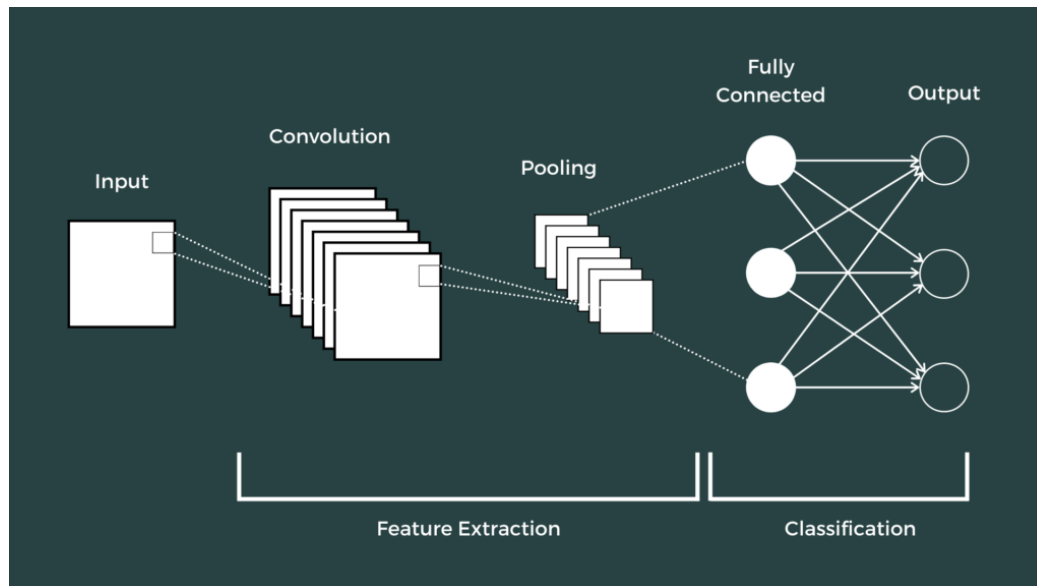 Input
Convolution
Pooling
Fully
Connected
Output
Feature Extraction
Classification